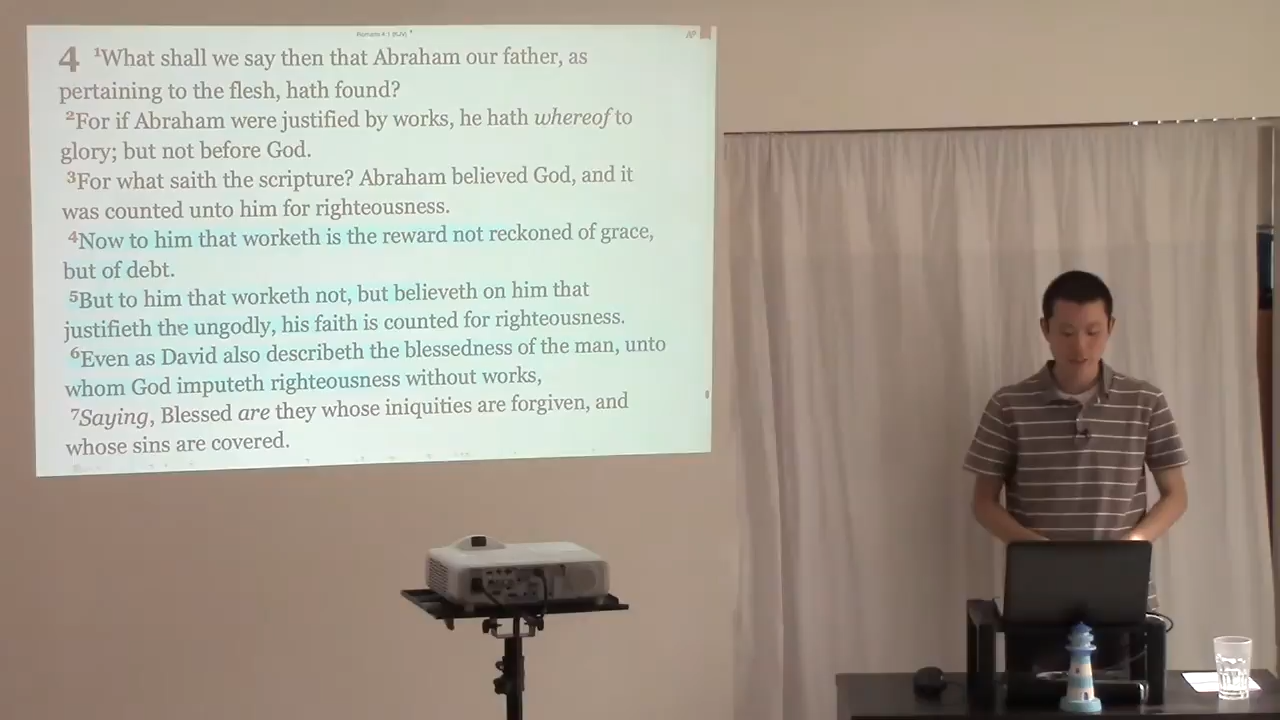 Romans 4:1 (KJV)
4 ¹What shall we say then that Abraham our father, as
pertaining to the flesh, hath found?
²For if Abraham were justified by works, he hath whereof to
glory; but not before God.
³For what saith the scripture? Abraham believed God, and it
was counted unto him for righteousness.
⁴Now to him that worketh is the reward not reckoned of grace,
but of debt.
⁵But to him that worketh not, but believeth on him that
justifieth the ungodly, his faith is counted for righteousness.
⁶Even as David also describeth the blessedness of the man, unto
whom God imputeth righteousness without works,
⁷Saying, Blessed are they whose iniquities are forgiven, and
whose sins are covered.